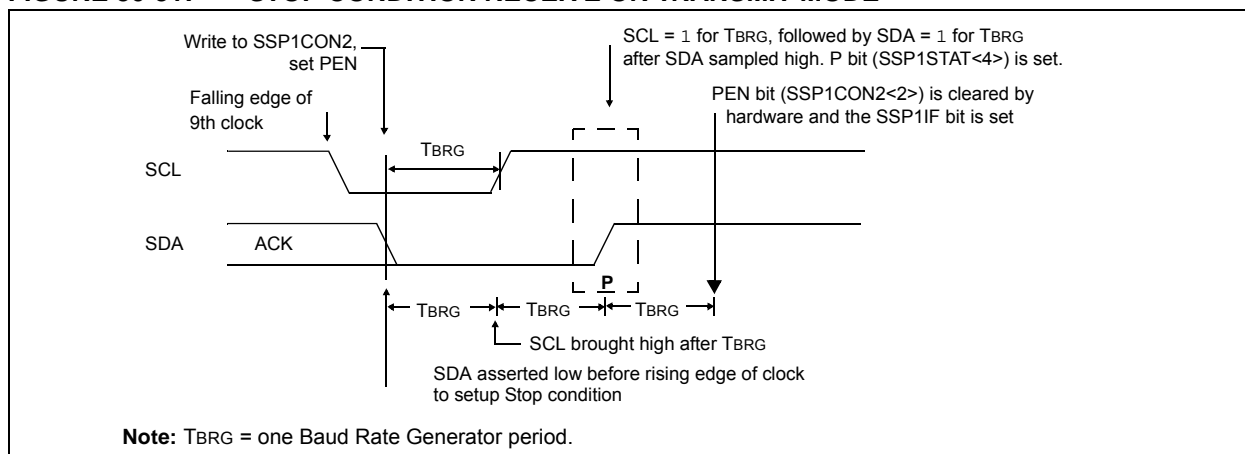 Write to SSP1CON2,
set PEN
SCL = 1 for TBRG, followed by SDA = 1 for TBRG
after SDA sampled high. P bit (SSP1STAT<4>) is set.
Falling edge of
9th clock
PEN bit (SSP1CON2<2>) is cleared by
hardware and the SSP1IF bit is set
TBRG
SCL
SDA
ACK
P
TBRG
TBRG
TBRG
SCL brought high after TBRG
SDA asserted low before rising edge of clock
to setup Stop condition
Note: TBRG = one Baud Rate Generator period.